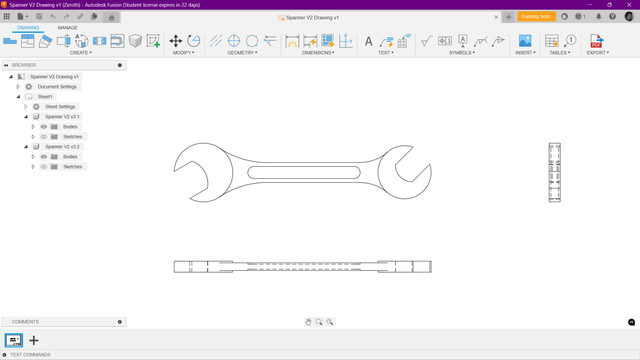 Spanner V2 Drawing v1 (Zeroth) - Autodesk Fusion (Student license expires in 22 days)
Spanner V2 Drawing v1
Expiring Soon
1
DRAWING
MANAGE
CREATE
MODIFY
GEOMETRY
DIMENSIONS
TEXT
SYMBOLS
INSERT
TABLES
EXPORT
BROWSER
Spanner V2 Drawing v1
Document Settings
Sheet1
Sheet Settings
Spanner V2 v3:1
Bodies
Sketches
Spanner V2 v3:2
Bodies
Sketches
COMMENTS
TEXT COMMANDS